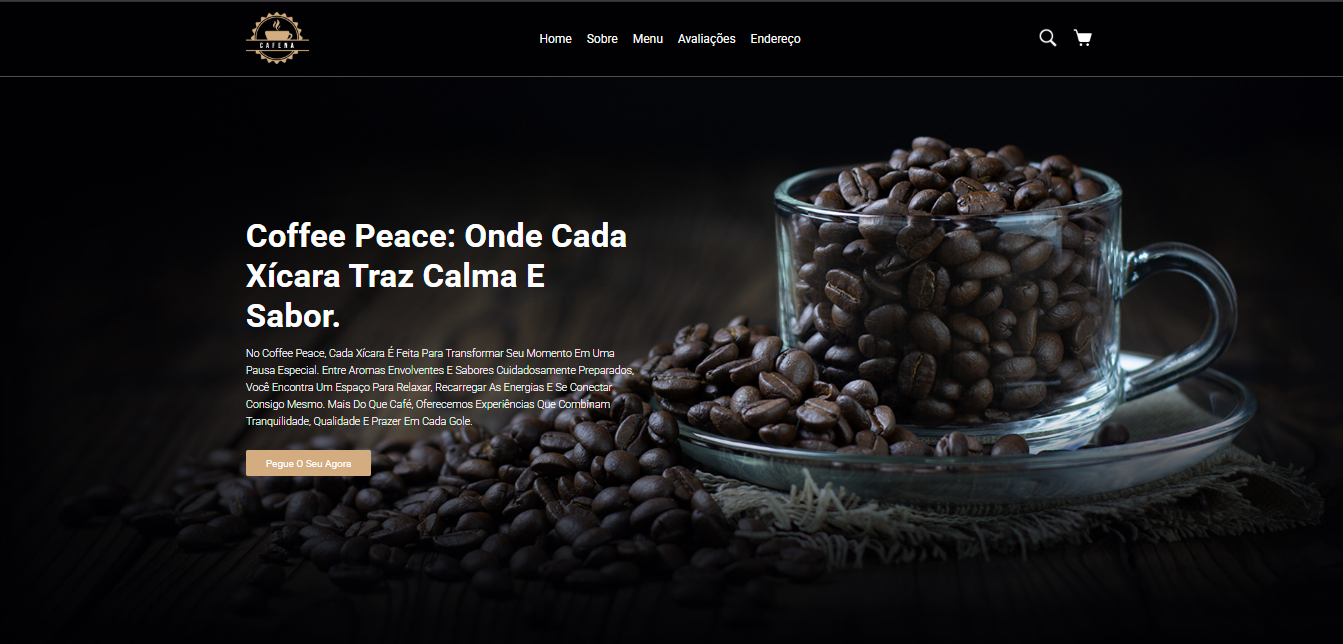 CAFENA
Home Sobre Menu Avaliações Endereço
Coffee Peace: Onde Cada
Xícara Traz Calma E
Sabor.
No Coffee Peace, Cada Xícara É Feita Para Transformar Seu Momento Em Uma
Pausa Especial. Entre Aromas Envolventes E Sabores Cuidadosamente Preparados,
Você Encontra Um Espaço Para Relaxar, Recarregar As Energias E Se Conectar
Consigo Mesmo. Mais Do Que Café, Oferecemos Experiências Que Combinam
Tranquilidade, Qualidade E Prazer Em Cada Gole.
Pegue O Seu Agora